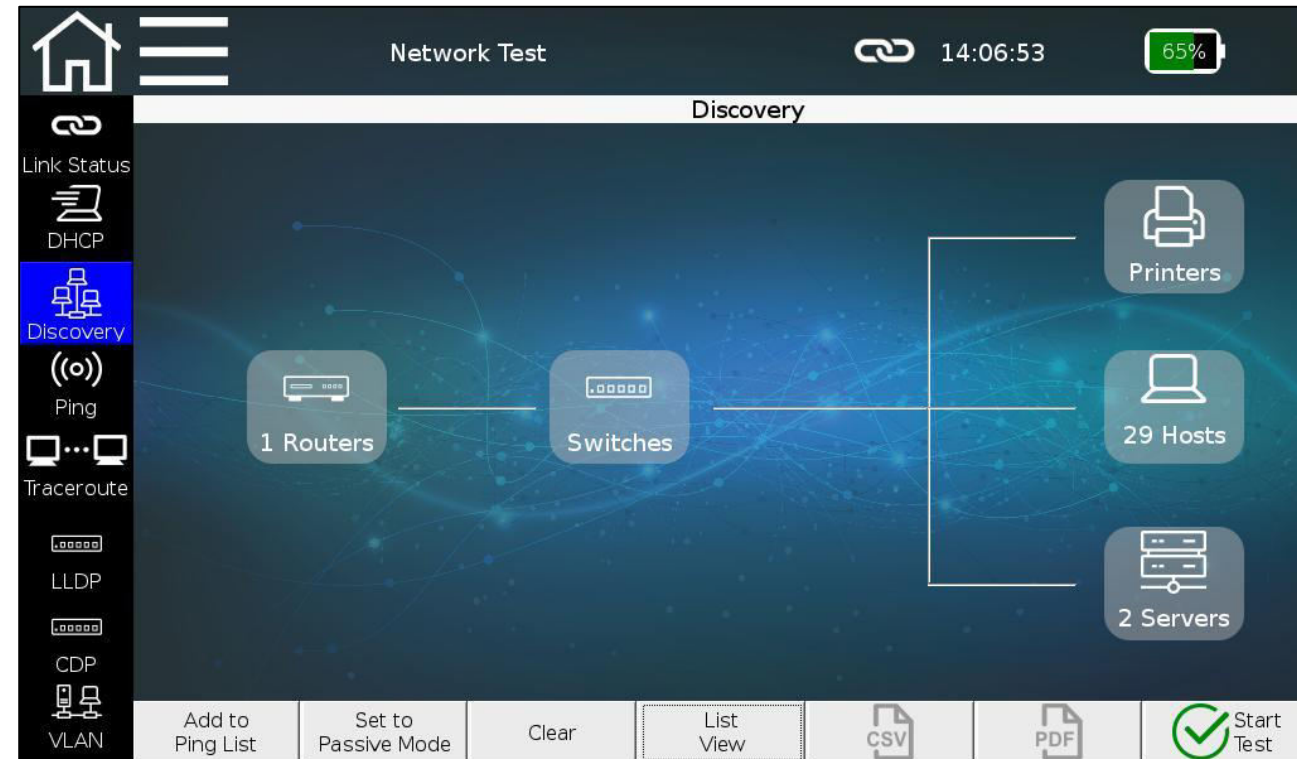 Network Test
14:06:53
65%
Discovery
Link Status
DHCP
Discovery
Ping
Traceroute
LLDP
CDP
VLAN
Printers
1 Routers
Switches
29 Hosts
2 Servers
Add to
Ping List
Set to
Passive Mode
Clear
List
View
CSV
PDF
Start
Test